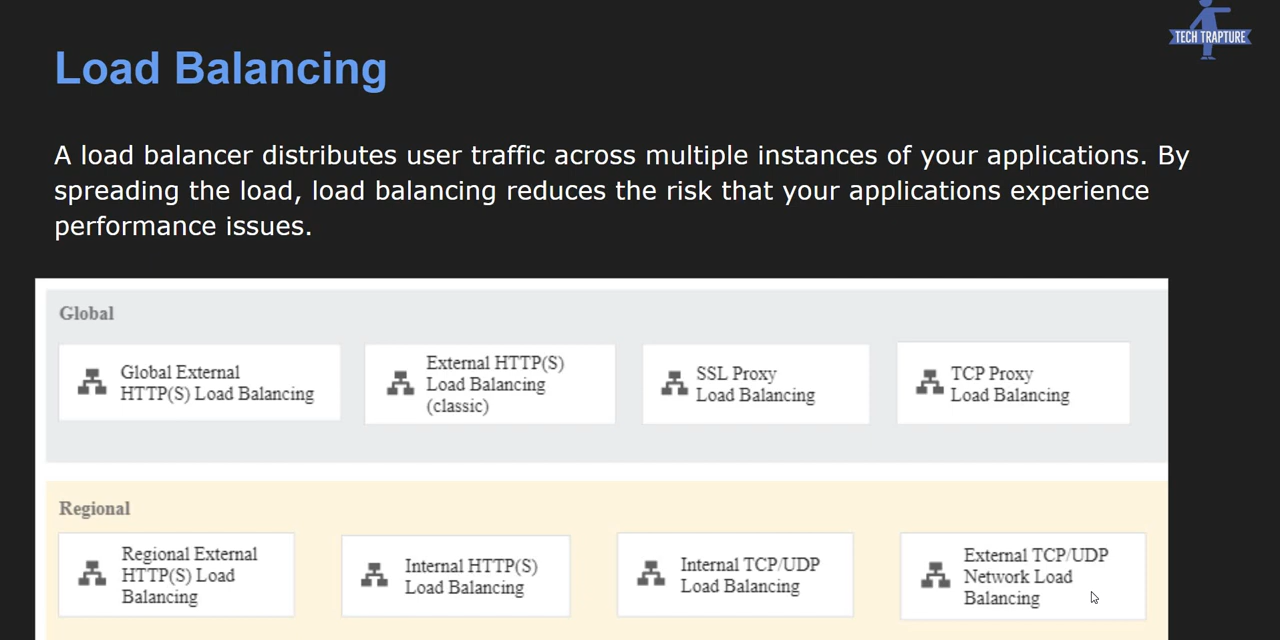 TECH TRAPTURE
Load Balancing
A load balancer distributes user traffic across multiple instances of your applications. By
spreading the load, load balancing reduces the risk that your applications experience
performance issues.
Global
Global External
HTTP(S) Load Balancing
External HTTP(S)
Load Balancing
(classic)
SSL Proxy
Load Balancing
TCP Proxy
Load Balancing
Regional
Regional External
HTTP(S) Load
Balancing
Internal HTTP(S)
Load Balancing
Internal TCP/UDP
Load Balancing
External TCP/UDP
Network Load
Balancing